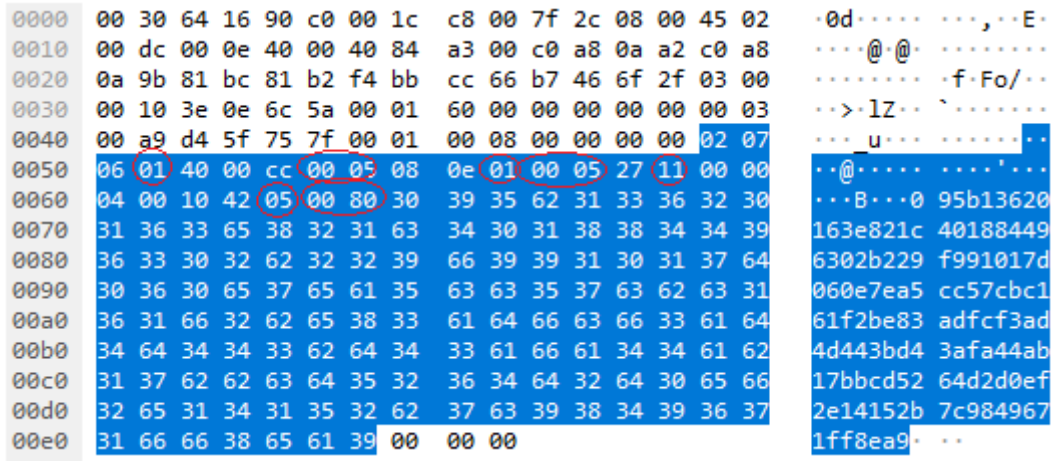 0000 00 30 64 16 90 c0 00 1c c8 00 7f 2c 08 00 45 02 ·0d····· ···,··E·
0010 00 dc 00 0e 40 00 40 84 a3 00 c0 a8 0a a2 c0 a8 ····@·@· ········
0020 0a 9b 81 bc 81 b2 f4 bb cc 66 b7 46 6f 2f 03 00 ········ ·f·Fo/··
0030 00 10 3e 0e 6c 5a 00 01 60 00 00 00 00 00 00 03 ··>·lZ·· `·······
0040 00 a9 d4 5f 75 7f 00 01 00 08 00 00 00 00 02 07 ···_u··· ········
0050 06 01 40 00 cc 00 05 08 0e 01 00 05 27 11 00 00 ··@····· ····'···
0060 04 00 10 42 05 00 80 30 39 35 62 31 33 36 32 30 ···B···0 95b13620
0070 31 36 33 65 38 32 31 63 34 30 31 38 38 34 34 39 163e821c 40188449
0080 36 33 30 32 62 32 32 39 66 39 39 31 30 31 37 64 6302b229 f991017d
0090 30 36 30 65 37 65 61 35 63 63 35 37 63 62 63 31 060e7ea5 cc57cbc1
00a0 36 31 66 32 62 65 38 33 61 64 66 63 66 33 61 64 61f2be83 adfcf3ad
00b0 34 64 34 34 33 62 64 34 33 61 66 61 34 34 61 62 4d443bd4 3afa44ab
00c0 31 37 62 62 63 64 35 32 36 34 64 32 64 30 65 66 17bbcd52 64d2d0ef
00d0 32 65 31 34 31 35 32 62 37 63 39 38 34 39 36 37 2e14152b 7c984967
00e0 31 66 66 38 65 61 39 00 00 00 1ff8ea9· ··